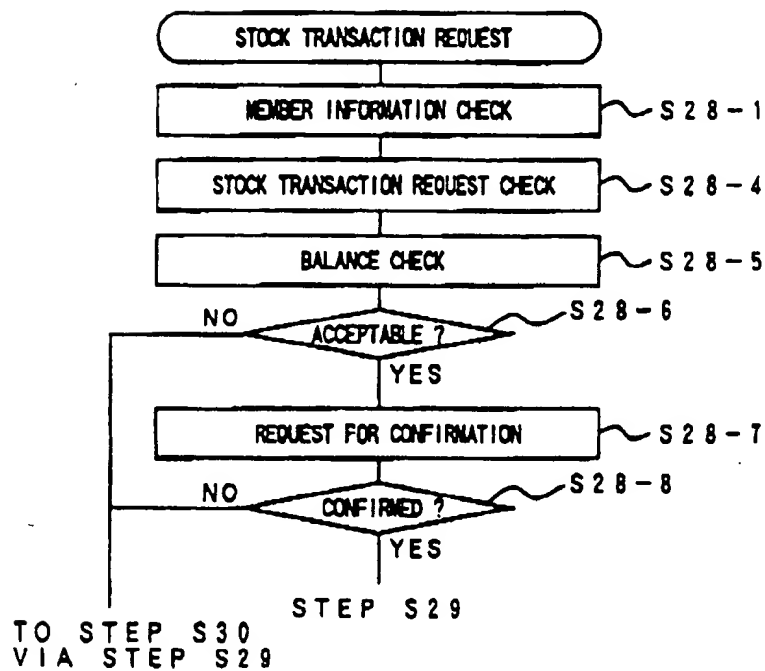 STOCK TRANSACTION REQUEST
MEMBER INFORMATION CHECK
S28-1
STOCK TRANSACTION REQUEST CHECK
S28-4
BALANCE CHECK
S28-5
S28-6
NO
ACCEPTABLE ?
YES
REQUEST FOR CONFIRMATION
S28-7
S28-8
NO
CONFIRMED ?
YES
STEP S29
TO STEP S30
VIA STEP S29